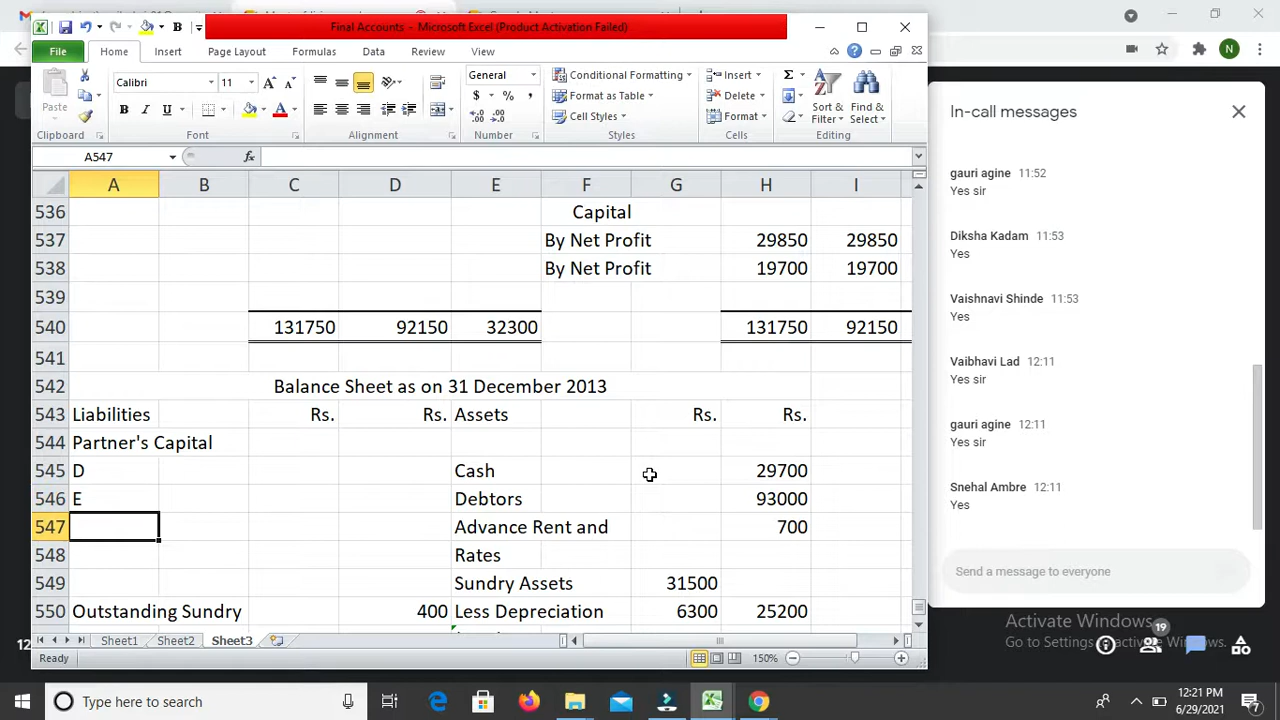 Final Accounts - Microsoft Excel (Product Activation Failed)
File Home Insert Page Layout Formulas Data Review View
Paste
Calibri 11
B I U
General
$ % ,
Conditional Formatting
Format as Table
Cell Styles
Insert
Delete
Format
Σ
Sort & Filter
Find & Select
Clipboard Font Alignment Number Styles Cells Editing
A547 fx
A B C D E F G H I
536 Capital
537 By Net Profit 29850 29850
538 By Net Profit 19700 19700
539
540 131750 92150 32300 131750 92150
541
542 Balance Sheet as on 31 December 2013
543 Liabilities Rs. Rs. Assets Rs. Rs.
544 Partner's Capital
545 D Cash 29700
546 E Debtors 93000
547 Advance Rent and 700
548 Rates
549 Sundry Assets 31500
550 Outstanding Sundry 400 Less Depreciation 6300 25200
Sheet1 Sheet2 Sheet3
Ready 150%
N
In-call messages
gauri agine 11:52
Yes sir
Diksha Kadam 11:53
Yes
Vaishnavi Shinde 11:53
Yes
Vaibhavi Lad 12:11
Yes sir
gauri agine 12:11
Yes sir
Snehal Ambre 12:11
Yes
Send a message to everyone
Activate Windows
Go to Settings to activate Windows.
19
12
Type here to search
12:21 PM
6/29/2021
7